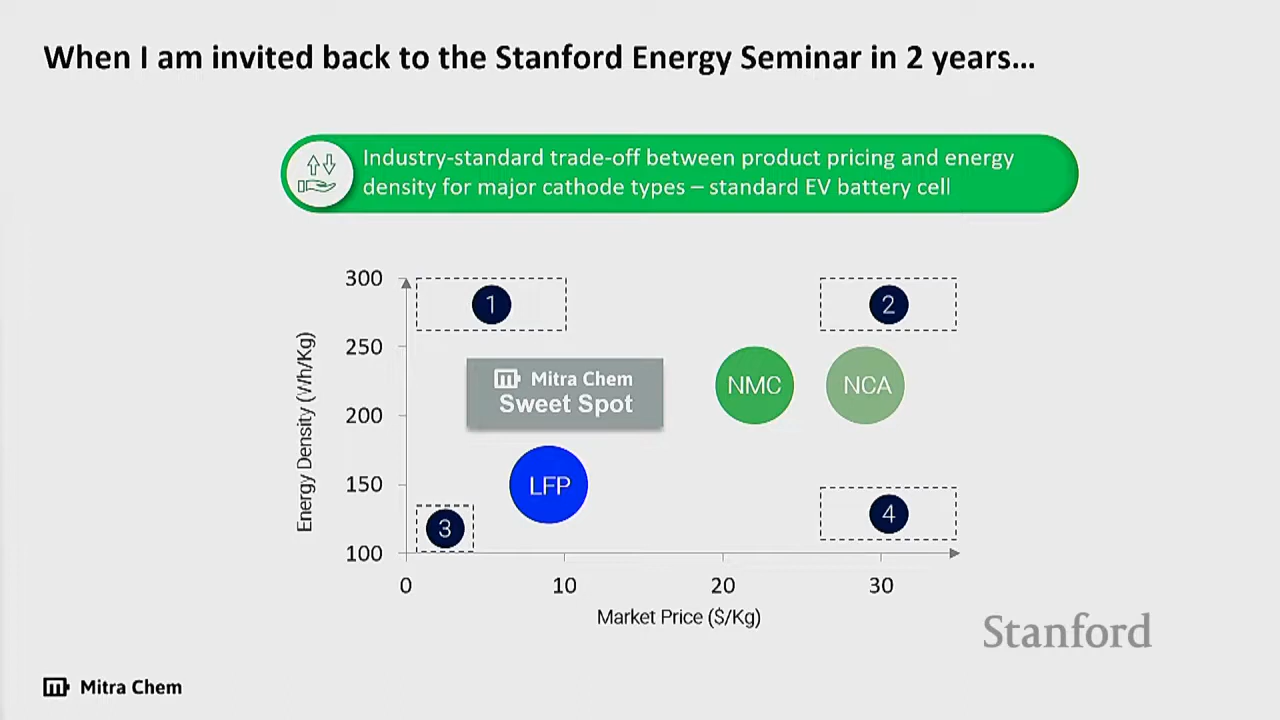 When I am invited back to the Stanford Energy Seminar in 2 years...
Industry-standard trade-off between product pricing and energy
density for major cathode types – standard EV battery cell
300
250
200
150
100
Energy Density (Wh/Kg)
1
2
Mitra Chem
Sweet Spot
NMC
NCA
LFP
3
4
0
10
20
30
Market Price ($/Kg)
Stanford
Mitra Chem